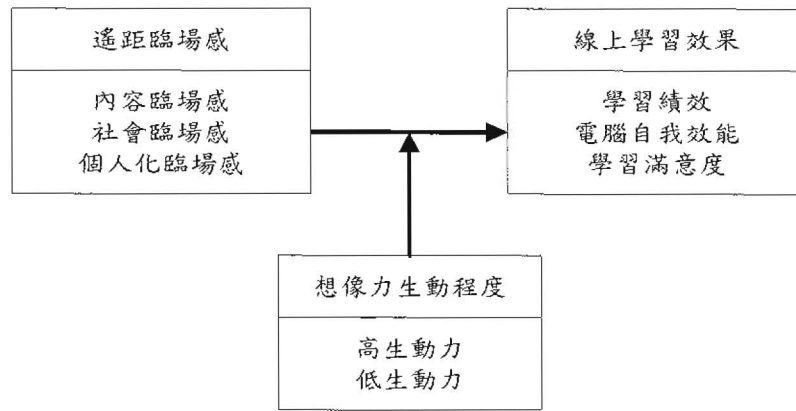 遙距臨場感
內容臨場感
社會臨場感
個人化臨場感
線上學習效果
學習績效
電腦自我效能
學習滿意度
想像力生動程度
高生動力
低生動力